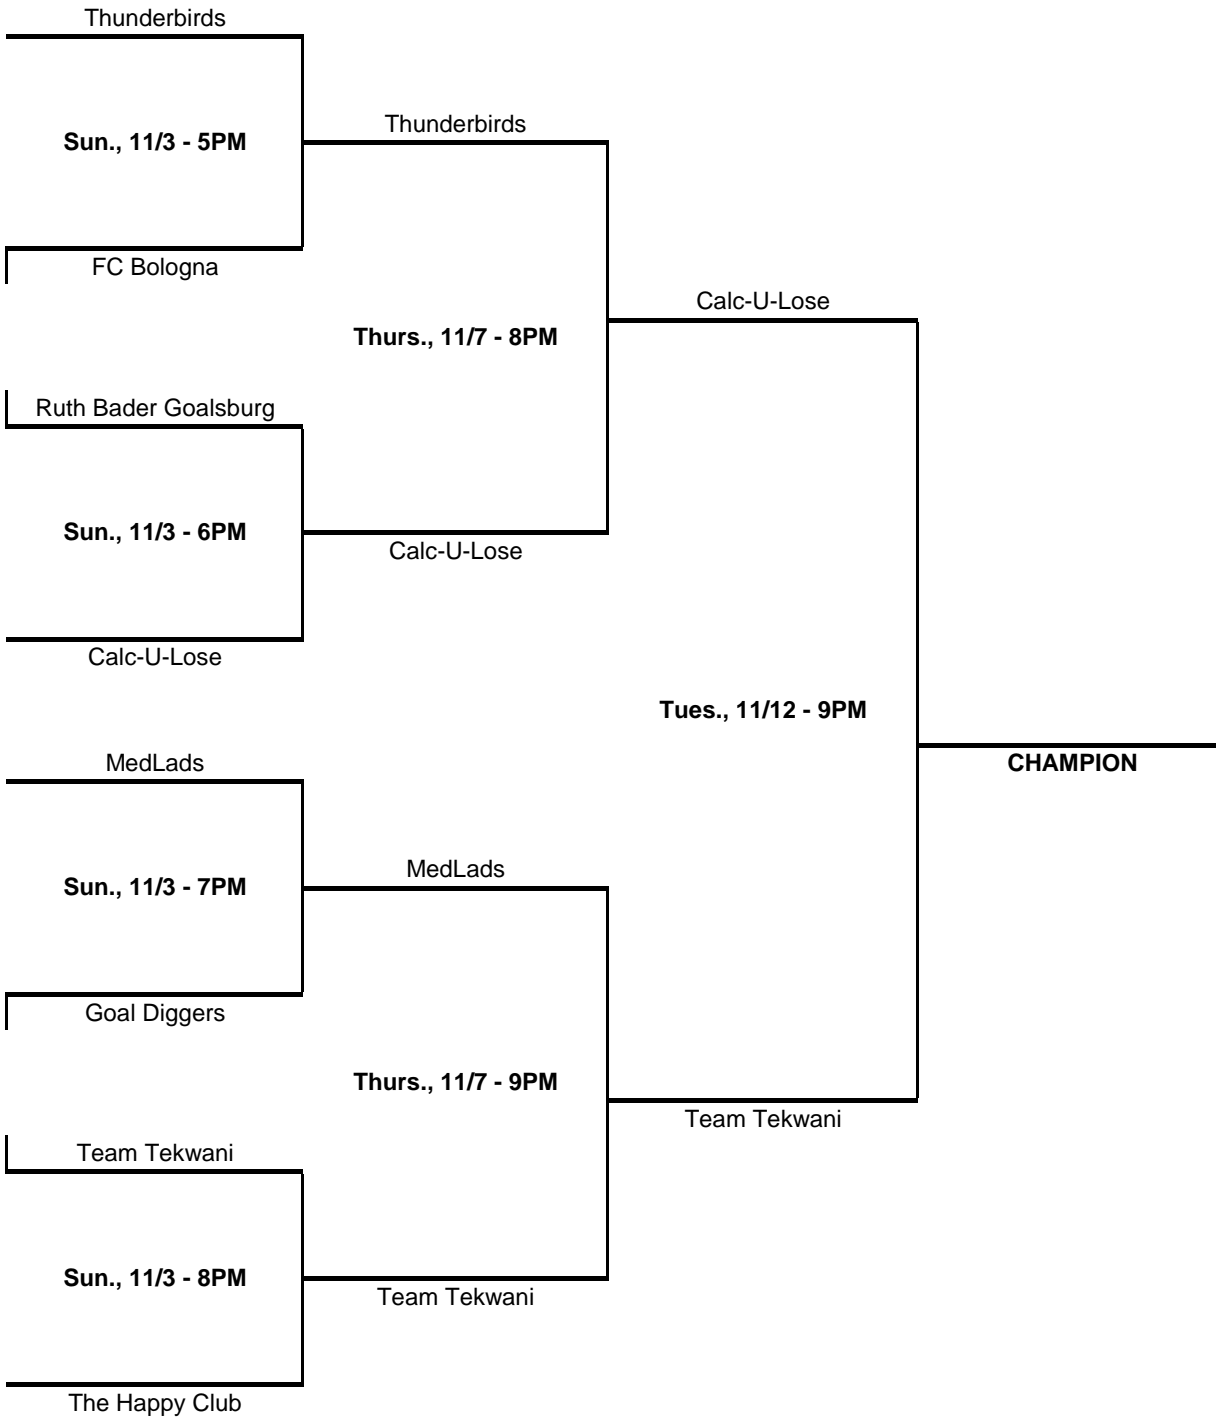 Thunderbirds
Thunderbirds
Sun., 11/3 - 5PM
FC Bologna
Calc-U-Lose
Thurs., 11/7 - 8PM
Ruth Bader Goalsburg
Sun., 11/3 - 6PM
Calc-U-Lose
Calc-U-Lose
Tues., 11/12 - 9PM
MedLads
CHAMPION
MedLads
Sun., 11/3 - 7PM
Goal Diggers
Thurs., 11/7 - 9PM
Team Tekwani
Team Tekwani
Sun., 11/3 - 8PM
Team Tekwani
The Happy Club